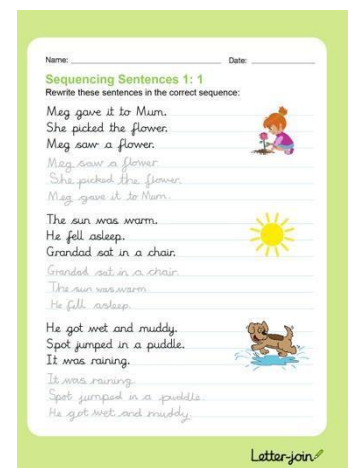 Name: Date:
Sequencing Sentences 1: 1
Rewrite these sentences in the correct sequence:
Meg gave it to Mum.
She picked the flower.
Meg saw a flower.
Meg saw a flower.
She picked the flower.
Meg gave it to Mum.
The sun was warm.
He fell asleep.
Grandad sat in a chair.
Grandad sat in a chair.
The sun was warm.
He fell asleep.
He got wet and muddy.
Spot jumped in a puddle.
It was raining.
It was raining.
Spot jumped in a puddle.
He got wet and muddy.
Letter-join